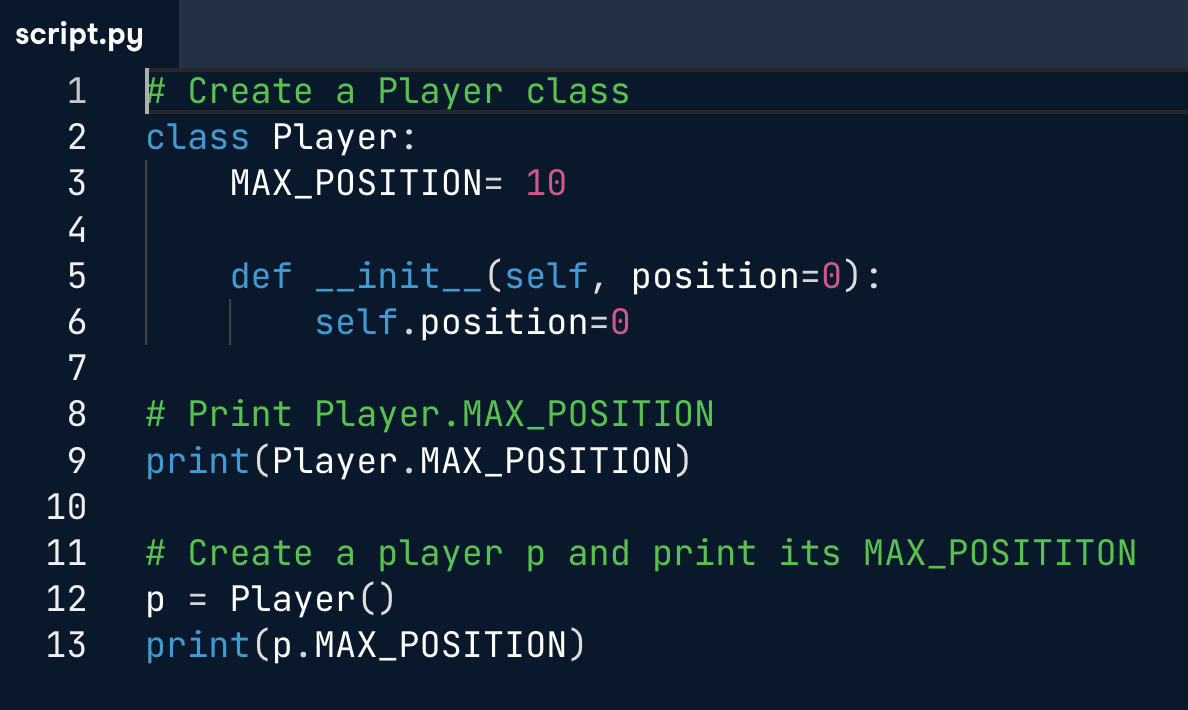 script.py
1 # Create a Player class
2 class Player:
3     MAX_POSITION= 10
4
5     def __init__(self, position=0):
6         self.position=0
7
8 # Print Player.MAX_POSITION
9 print(Player.MAX_POSITION)
10
11 # Create a player p and print its MAX_POSITITON
12 p = Player()
13 print(p.MAX_POSITION)